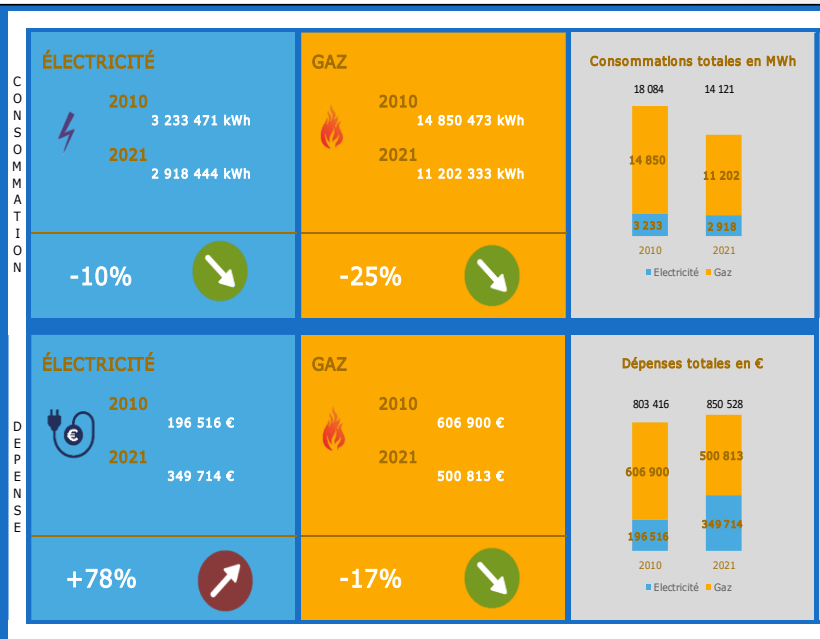 CONSOMMATION
ÉLECTRICITÉ
2010
3 233 471 kWh
2021
2 918 444 kWh
-10%
GAZ
2010
14 850 473 kWh
2021
11 202 333 kWh
-25%
Consommations totales en MWh
18 084 14 121
14 850
11 202
3 233 2 918
2010 2021
Electricité Gaz
DEPENSE
ÉLECTRICITÉ
2010
€
196 516 €
2021
349 714 €
+78%
GAZ
2010
606 900 €
2021
500 813 €
-17%
Dépenses totales en €
803 416 850 528
500 813
606 900
349 714
196 516
2010 2021
Electricité Gaz